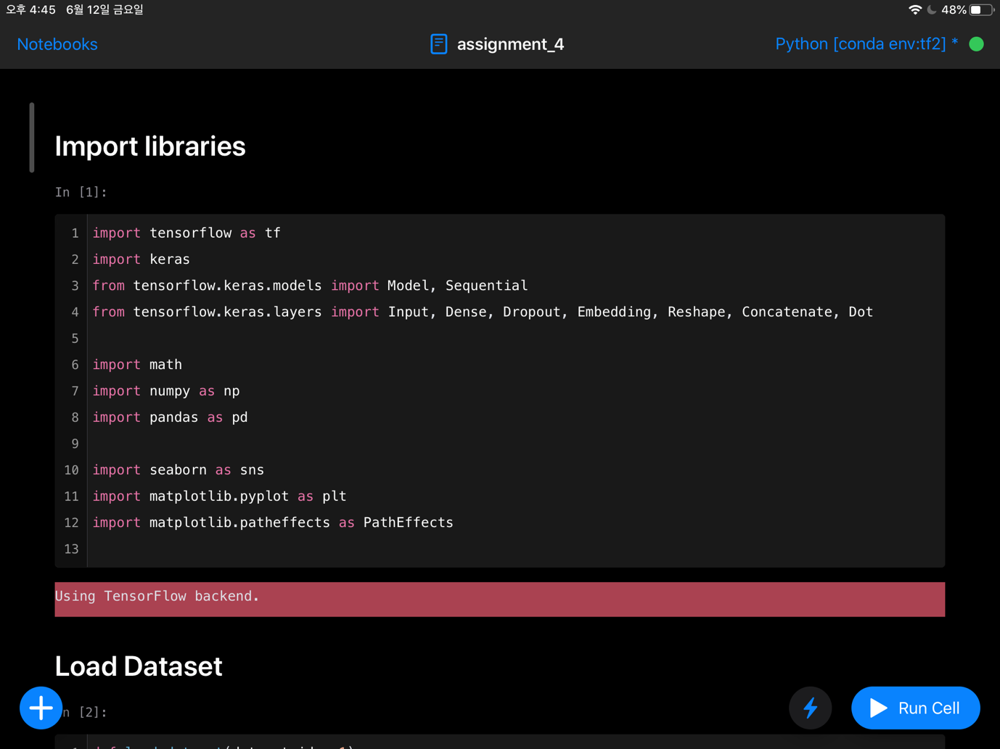 오후 4:45 6월 12일 금요일 48%
Notebooks assignment_4 Python [conda env:tf2] *
Import libraries
In [1]:
1 import tensorflow as tf
2 import keras
3 from tensorflow.keras.models import Model, Sequential
4 from tensorflow.keras.layers import Input, Dense, Dropout, Embedding, Reshape, Concatenate, Dot
5
6 import math
7 import numpy as np
8 import pandas as pd
9
10 import seaborn as sns
11 import matplotlib.pyplot as plt
12 import matplotlib.patheffects as PathEffects
13
Using TensorFlow backend.
Load Dataset
n [2]:
Run Cell